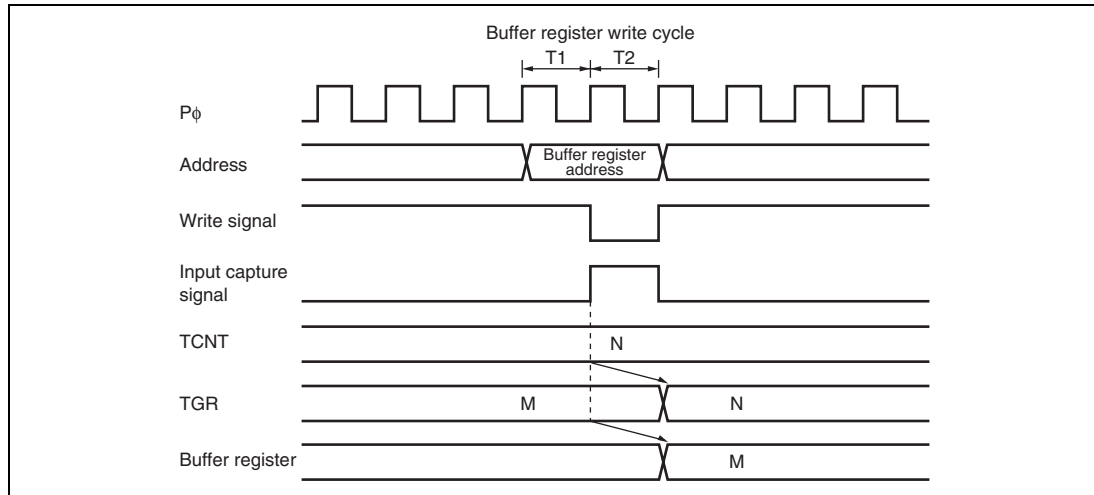 Buffer register write cycle
T1 T2
Pϕ
Address
Buffer register
address
Write signal
Input capture
signal
TCNT
N
TGR
M N
Buffer register
M